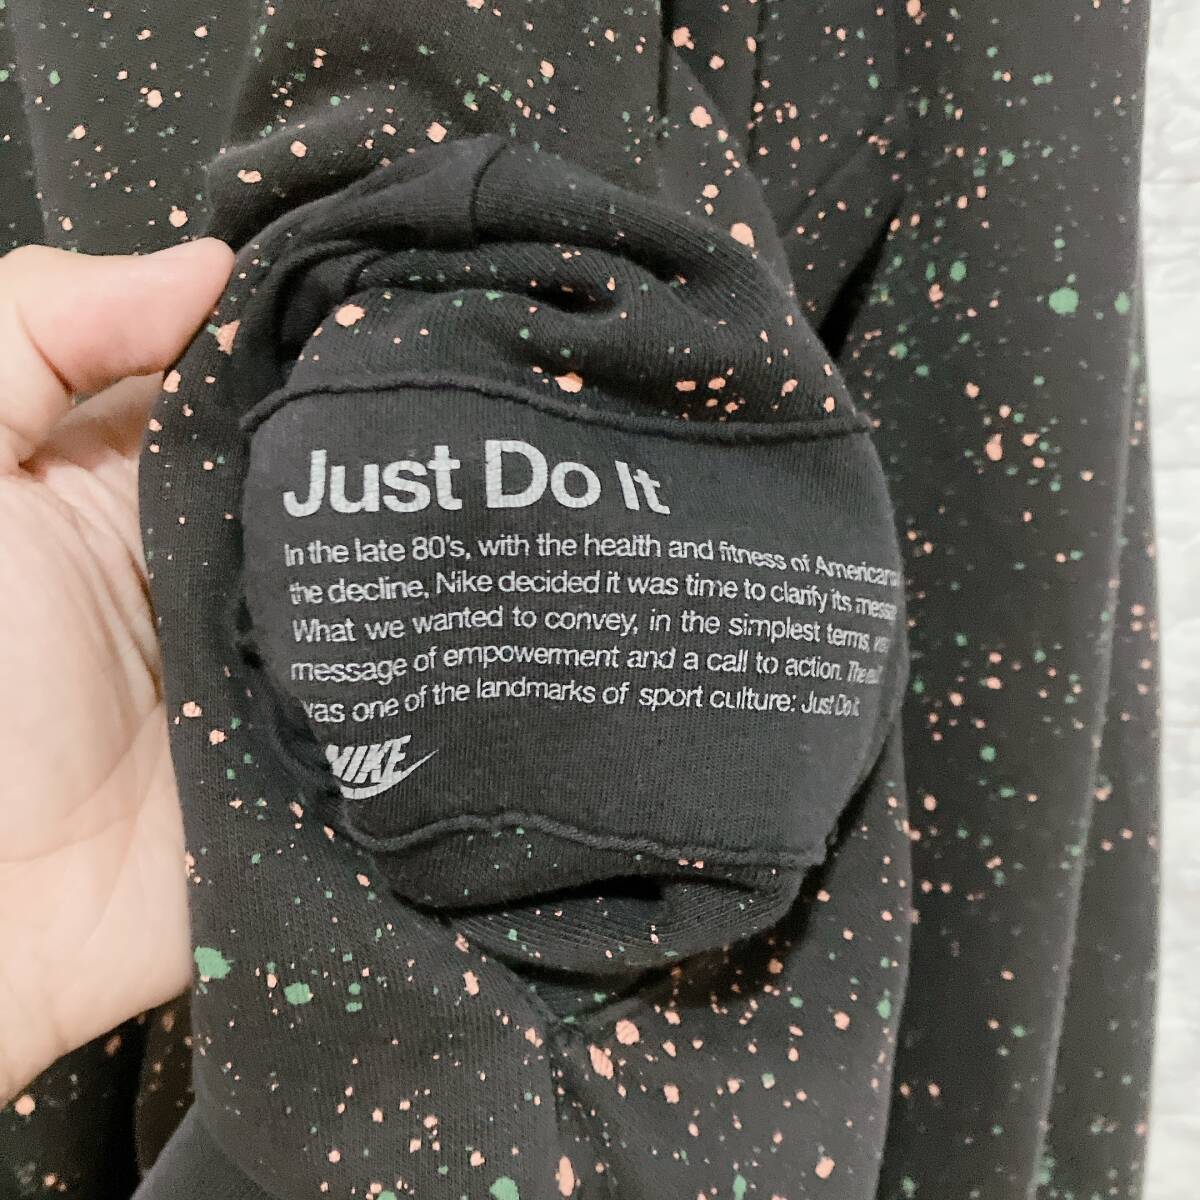 Just Do It
In the late 80's, with the health and fitness of Americans
the decline, Nike decided it was time to clarify its
What we wanted to convey, in the simplest terms,
message of empowerment and a call to action. The
was one of the landmarks of sport culture: Just Do It.
NIKE